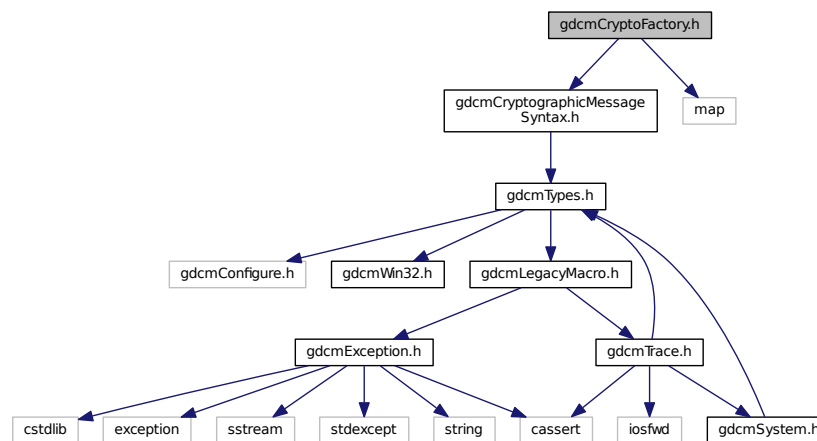 gdcmCryptoFactory.h
gdcmCryptographicMessage
Syntax.h
map
gdcmTypes.h
gdcmConfigure.h
gdcmWin32.h
gdcmLegacyMacro.h
gdcmException.h
gdcmTrace.h
cstdlib
exception
sstream
stdexcept
string
cassert
iosfwd
gdcmSystem.h